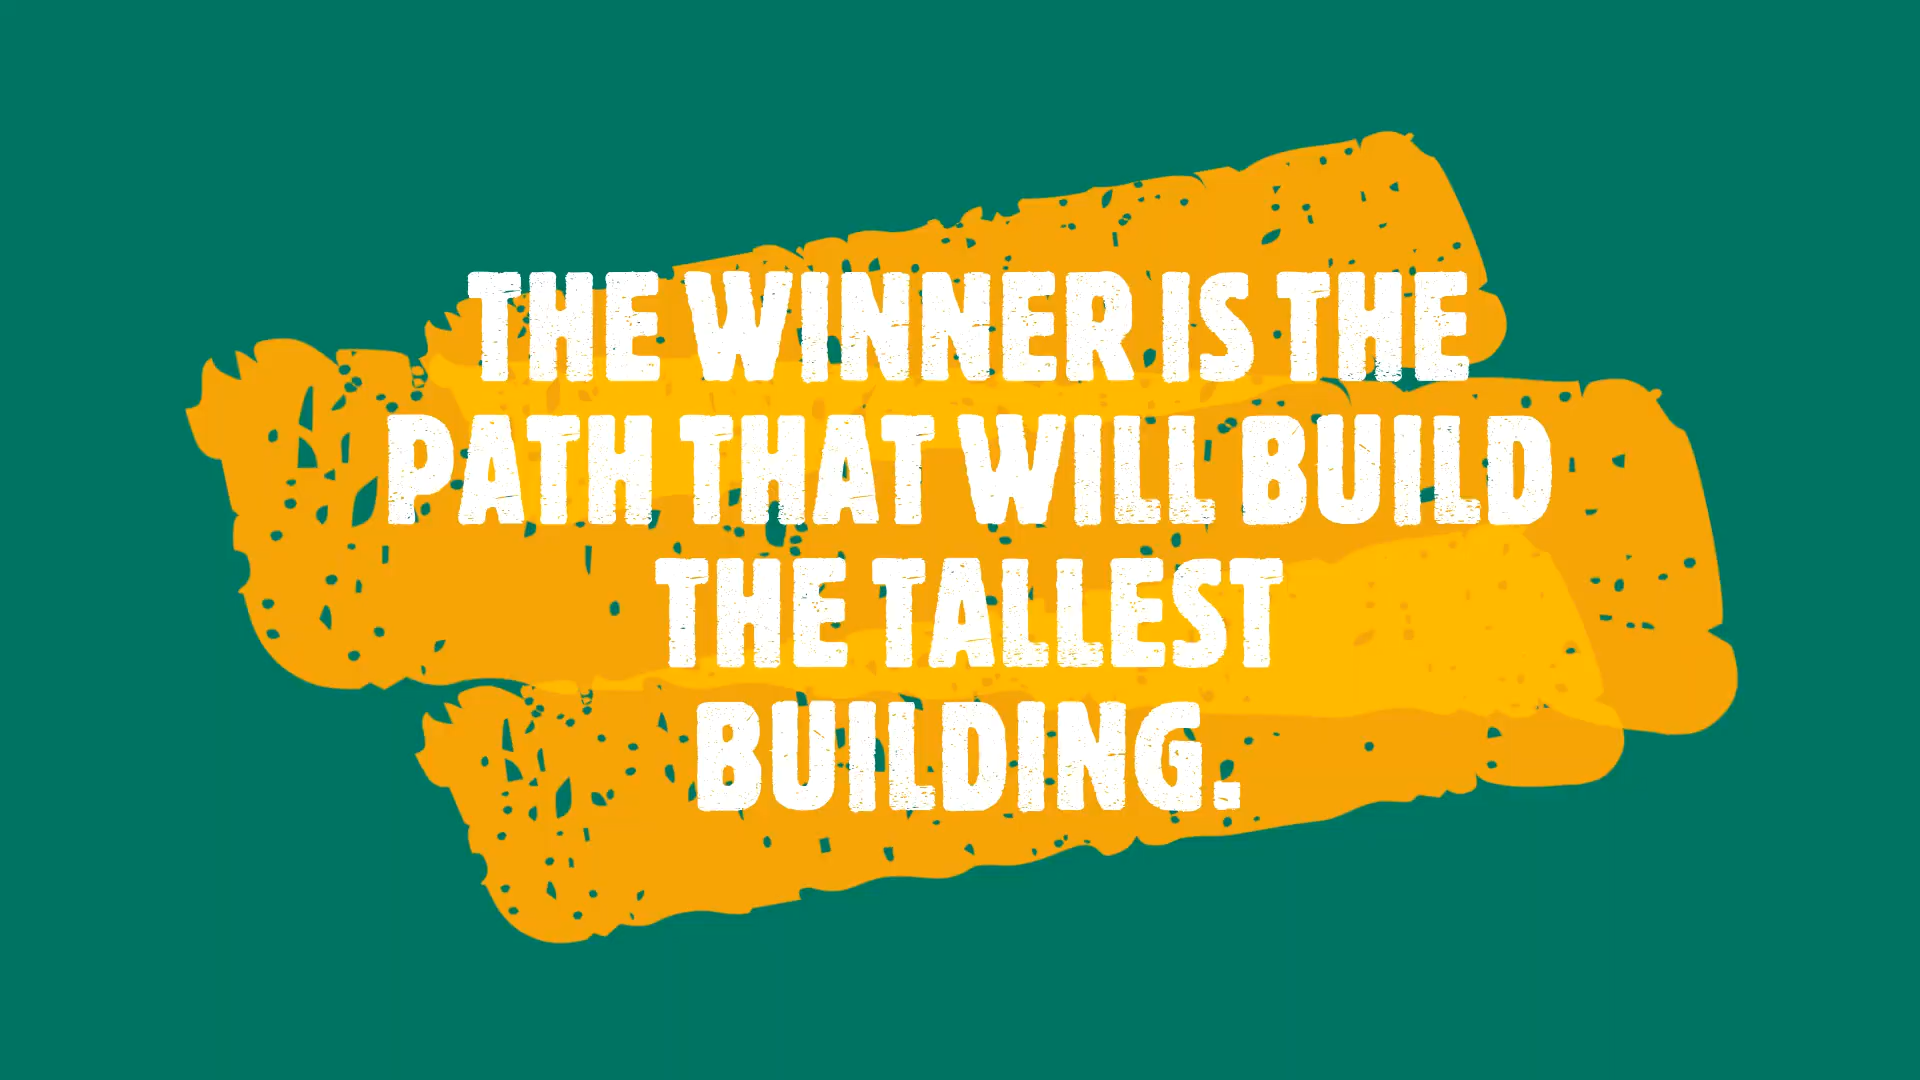 THE WINNER IS THE
PATH THAT WILL BUILD
THE TALLEST
BUILDING.